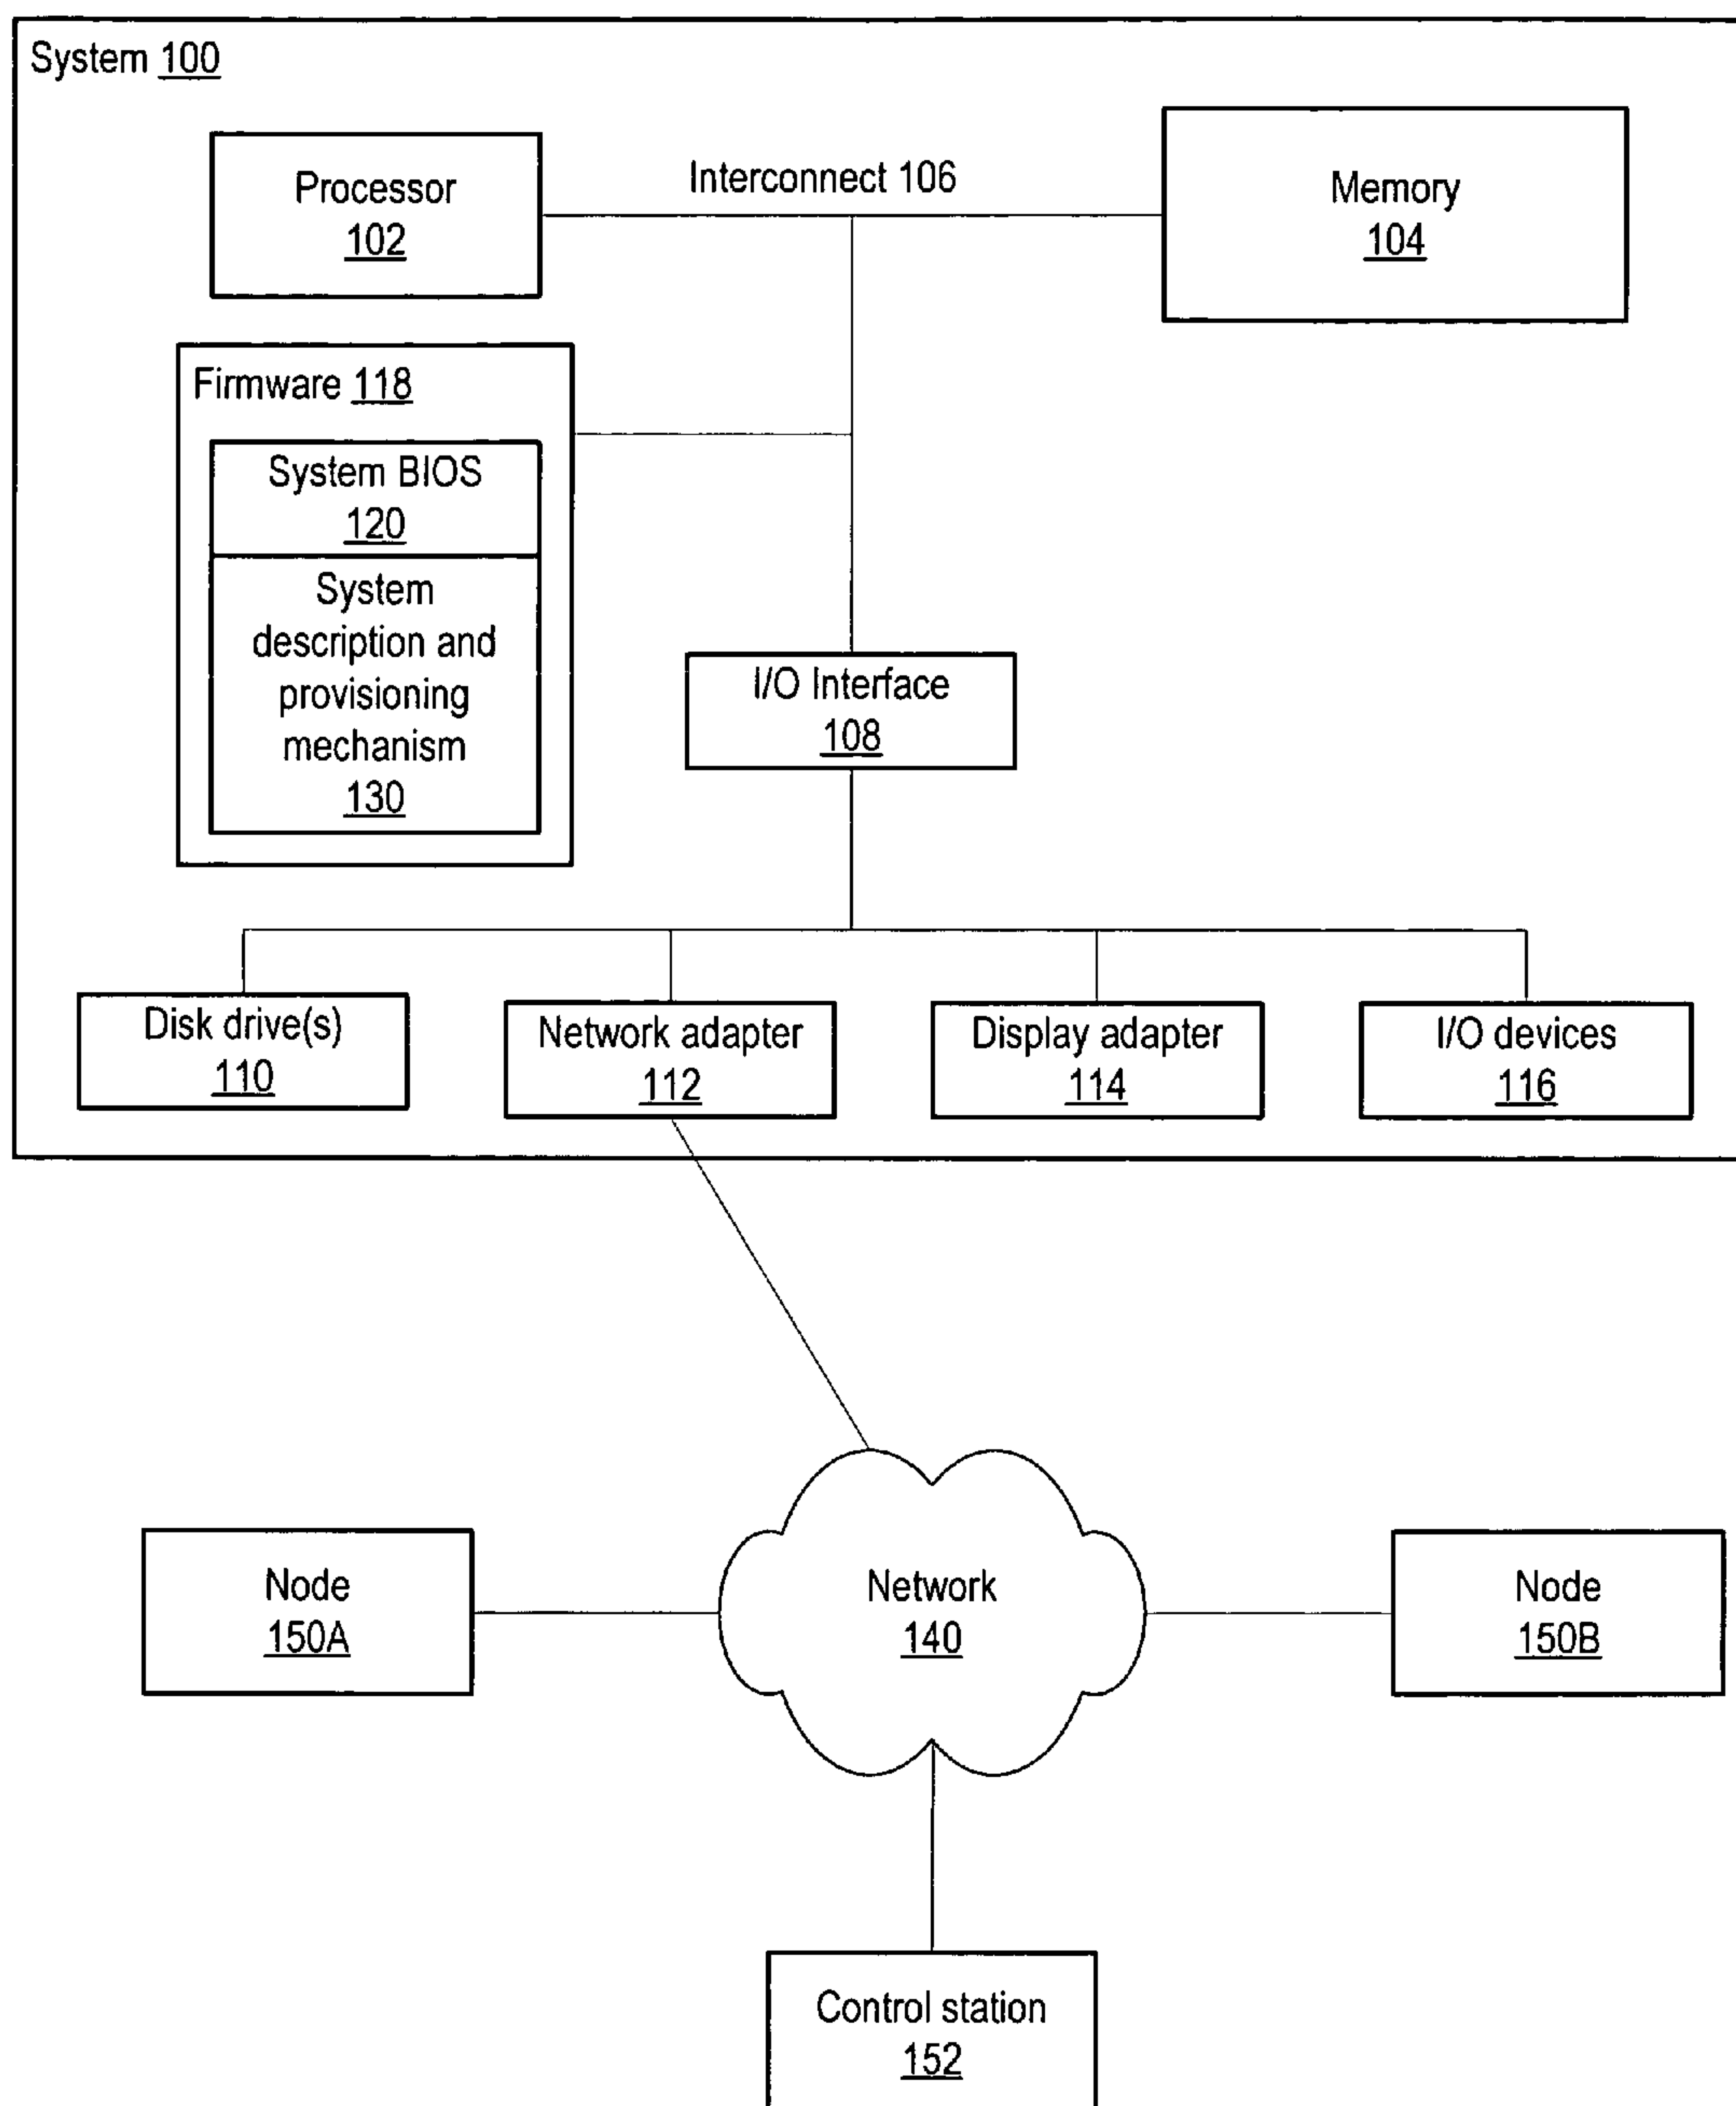 System 100
Processor
102
Interconnect 106
Memory
104
Firmware 118
System BIOS
120
System
description and
provisioning
mechanism
130
I/O Interface
108
Disk drive(s)
110
Network adapter
112
Display adapter
114
I/O devices
116
Node
150A
Network
140
Node
150B
Control station
152